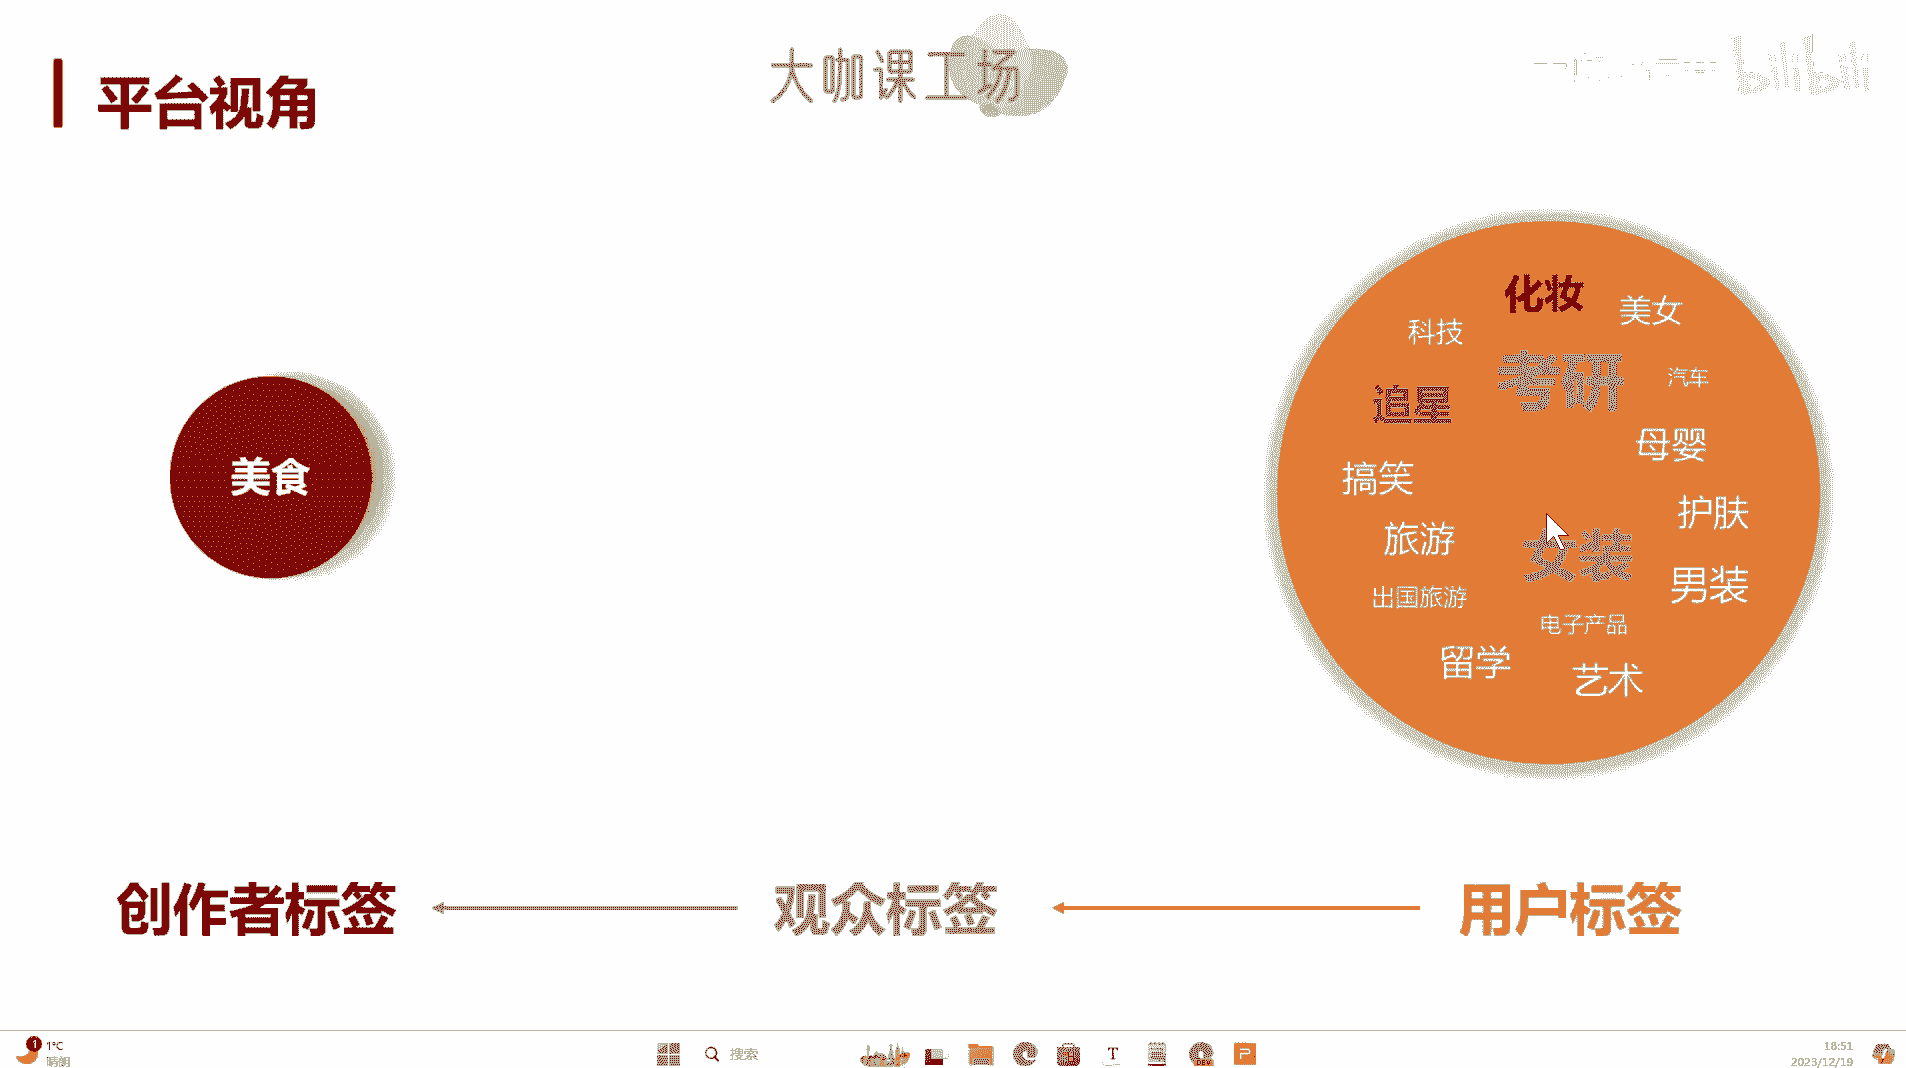 平台视角
大咖课工场
bilibili
化妆
美女
科技
考研
汽车
追星
母婴
搞笑
美食
护肤
旅游
女装
男装
出国旅游
电子产品
留学
艺术
创作者标签
观众标签
用户标签
1
1°C
晴朗
搜索
T
DEV
P
18:51
2023/12/19